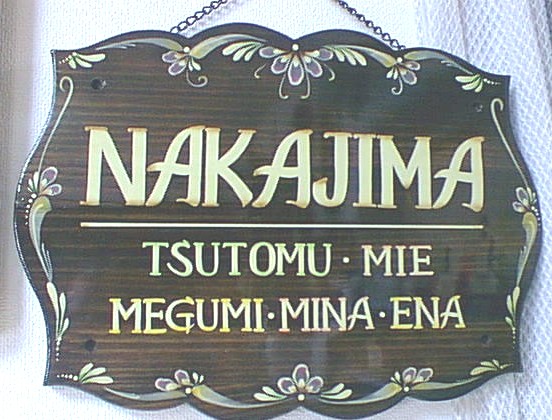 NAKAJIMA
TSUTOMU · MIE
MEGUMI · MINA · ENA